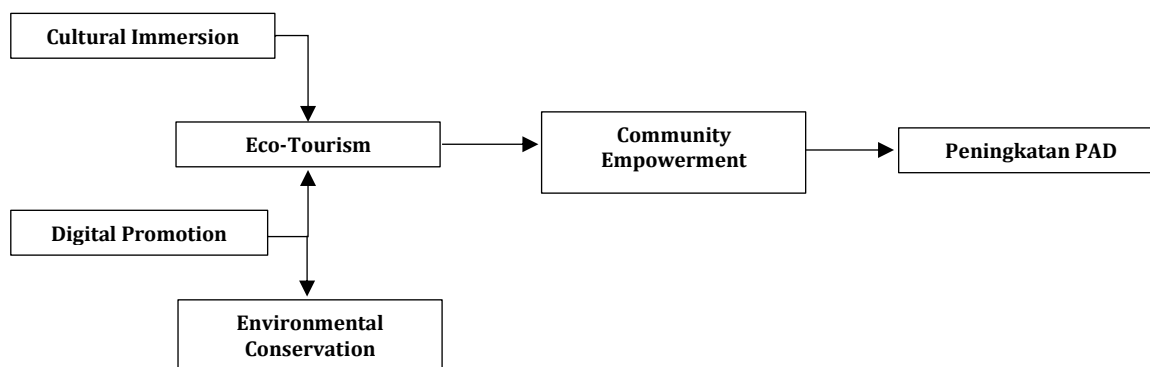 Cultural Immersion
Eco-Tourism
Community
Empowerment
Peningkatan PAD
Digital Promotion
Environmental
Conservation